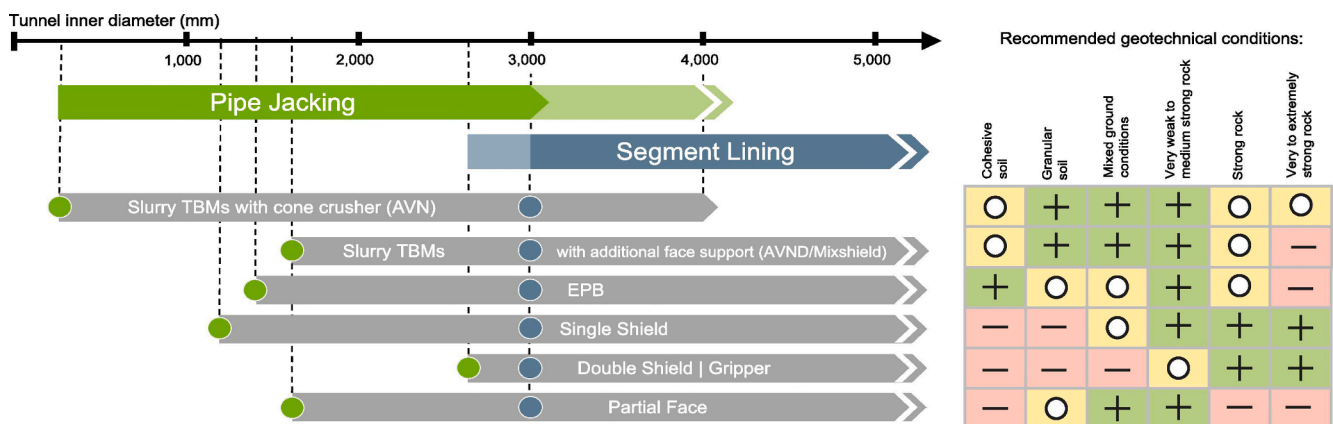 Tunnel inner diameter (mm)
1,000 2,000 3,000 4,000 5,000
Recommended geotechnical conditions:
Cohesive
soil
Granular
soil
Mixed ground
conditions
Very weak to
medium strong rock
Strong rock
Very to extremely
strong rock
Pipe Jacking
Segment Lining
Slurry TBMs with cone crusher (AVN)
Slurry TBMs with additional face support (AVND/Mixshield)
EPB
Single Shield
Double Shield | Gripper
Partial Face
○ + + + ○ ○
○ + + + ○ —
+ ○ ○ + ○ —
— — ○ + + +
— — — ○ + +
— ○ + + — —